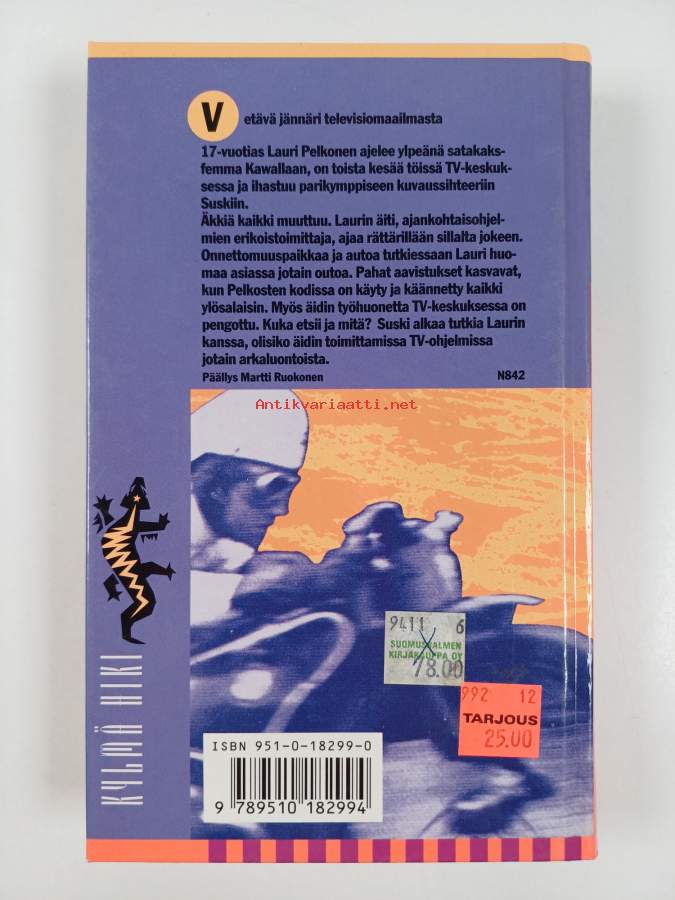 V etävä jännäri televisiomaailmasta
17-vuotias Lauri Pelkonen ajelee ylpeänä satakaks-
femma Kawallaan, on toista kesää töissä TV-keskuk-
sessa ja ihastuu parikymppiseen kuvaussihteeriin
Suskiin.
Äkkiä kaikki muuttuu. Laurin äiti, ajankohtaisohjel-
mien erikoistoimittaja, ajaa rättärillään sillalta jokeen.
Onnettomuuspaikkaa ja autoa tutkiessaan Lauri huo-
maa asiassa jotain outoa. Pahat aavistukset kasvavat,
kun Pelkosten kodissa on käyty ja käännetty kaikki
ylösalaisin. Myös äidin työhuonetta TV-keskuksessa on
pengottu. Kuka etsii ja mitä? Suski alkaa tutkia Laurin
kanssa, olisiko äidin toimittamissa TV-ohjelmissa
jotain arkaluontoista.
Päällys Martti Ruokonen N842
Antikvariaatti.net
KYLMÄ HIKI
9411 6
SUOMUSSALMEN
KIRJAKAUPPA OY
78.00
992 12
TARJOUS
25.00
ISBN 951-0-18299-0
9 789510 182994